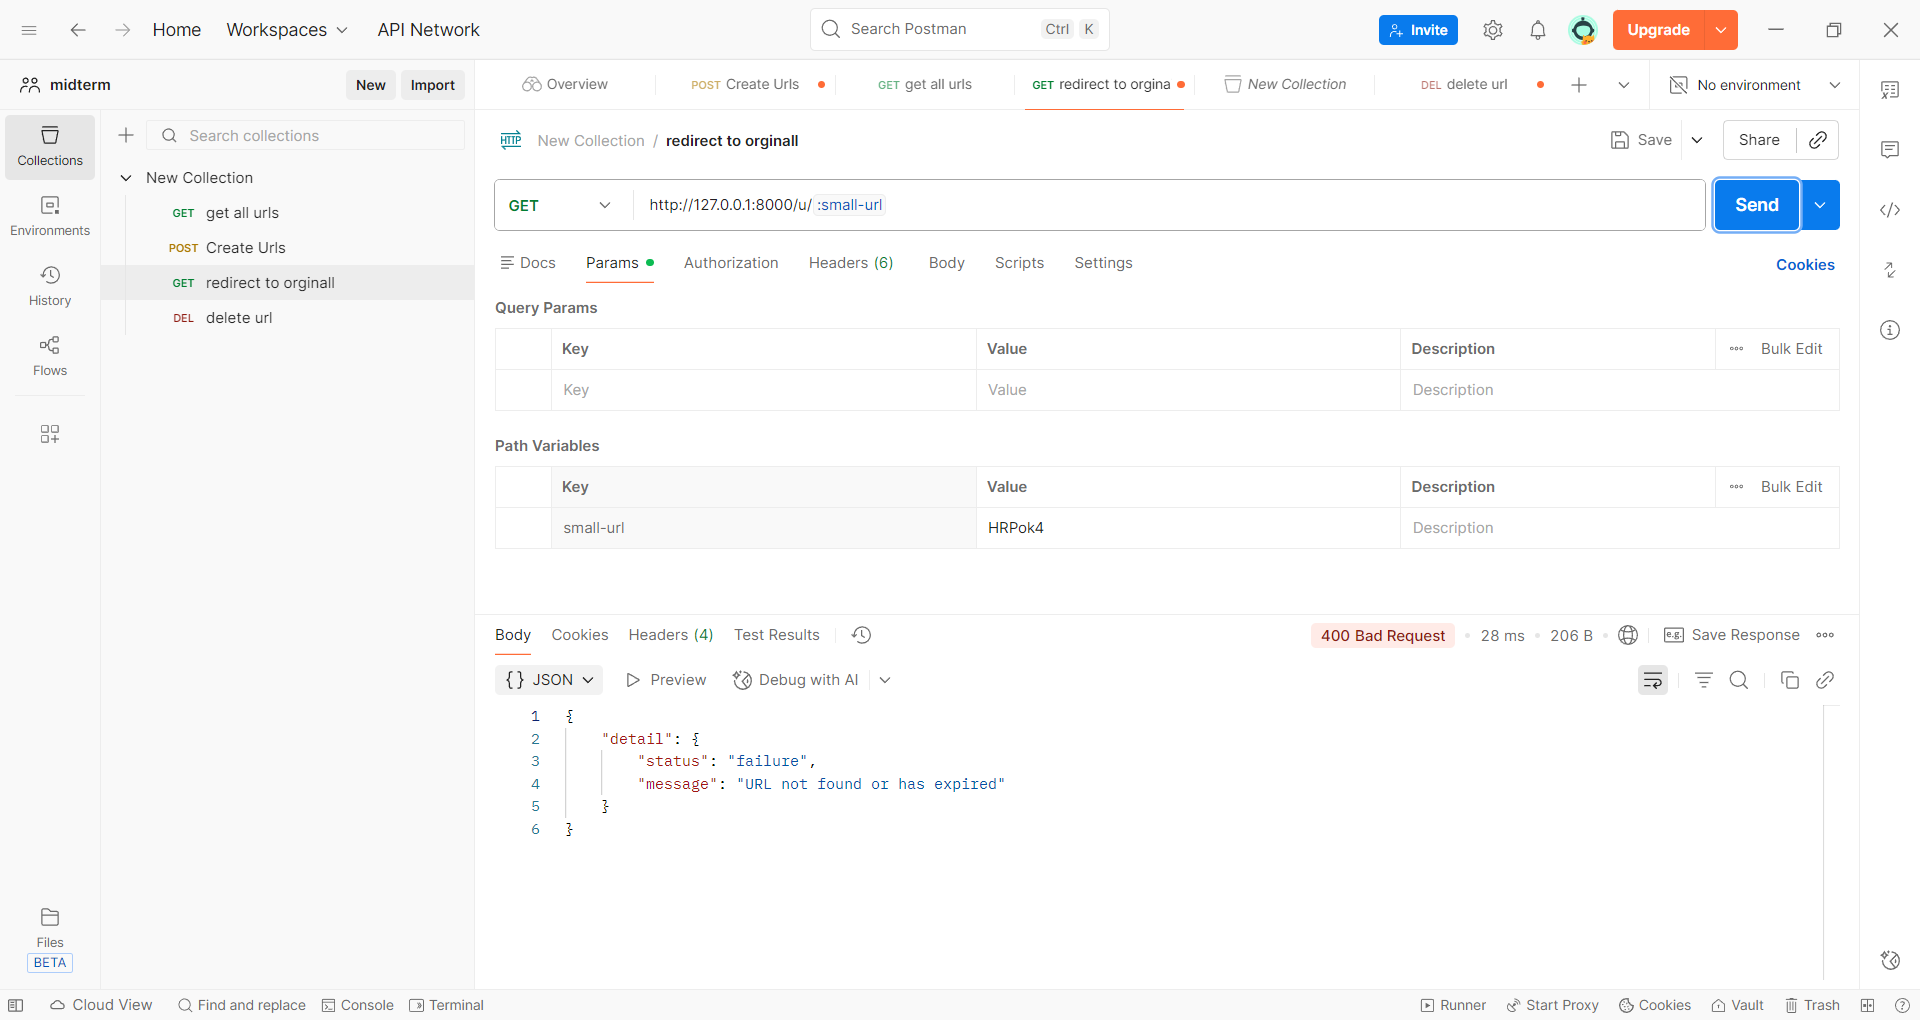 Home Workspaces API Network Search Postman Ctrl K Invite Upgrade
midterm New Import Overview POST Create Urls GET get all urls GET redirect to orgina New Collection DEL delete url No environment
Collections
Search collections
New Collection / redirect to orginall Save Share
New Collection
GET get all urls
POST Create Urls
GET redirect to orginall
DEL delete url
Environments
History
Flows
Files
BETA
HTTP
GET http://127.0.0.1:8000/u/ :small-url Send
Docs Params Authorization Headers (6) Body Scripts Settings Cookies
Query Params
Key Value Description Bulk Edit
Key Value Description
Path Variables
Key Value Description Bulk Edit
small-url HRPok4 Description
Body Cookies Headers (4) Test Results 400 Bad Request 28 ms 206 B e.g. Save Response
{} JSON Preview Debug with AI
1 {
2 "detail": {
3 "status": "failure",
4 "message": "URL not found or has expired"
5 }
6 }
Cloud View Find and replace Console Terminal Runner Start Proxy Cookies Vault Trash